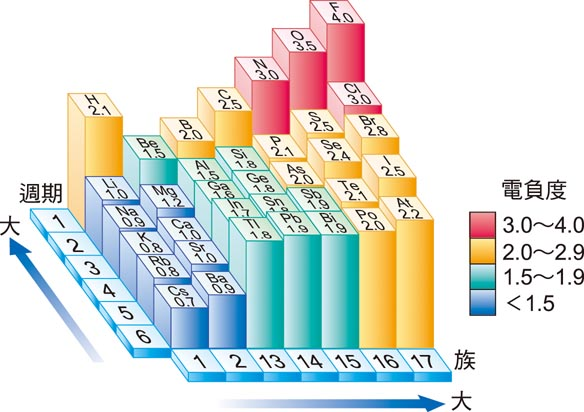 F
4.0
O
3.5
N
3.0
C
2.5
B
2.0
Be
1.5
H
2.1
Cl
3.0
S
2.5
P
2.1
Si
1.8
Al
1.5
Mg
1.2
Li
1.0
Na
0.9
Br
2.8
Se
2.4
As
2.0
Ge
1.8
Ga
1.6
Ca
1.0
K
0.8
I
2.5
Te
2.1
Sb
1.9
Sn
1.8
1.7
Sr
1.0
Rb
0.8
At
2.2
Po
2.0
Bi
1.9
Pb
1.9
Tl
1.8
Ba
0.9
Cs
0.7
週期
大
1
2
3
4
5
6
1 2 13 14 15 16 17 族
大
電負度
3.0～4.0
2.0～2.9
1.5～1.9
＜1.5